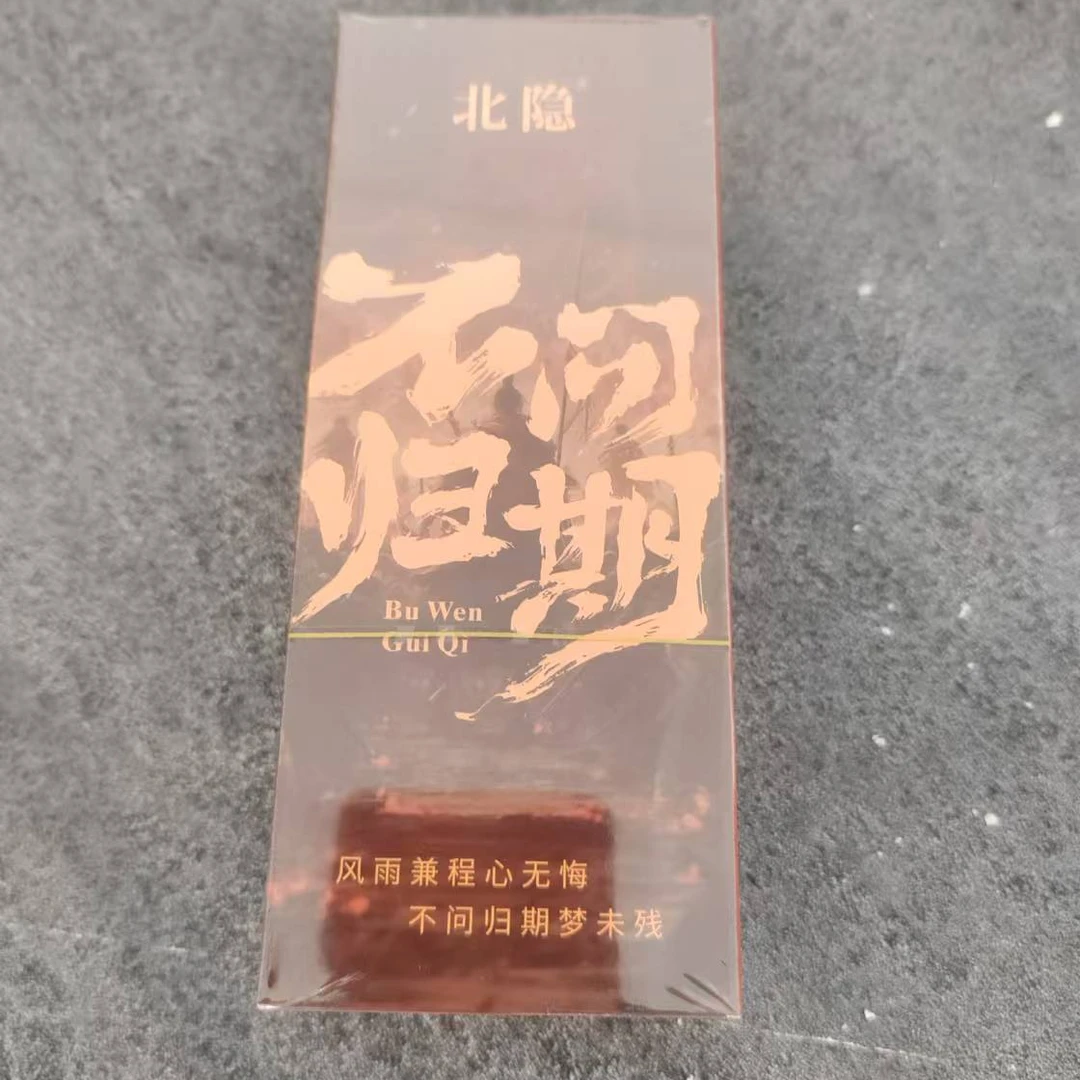 北隐
不问
归期
Bu Wen
Gui Qi
风雨兼程心无悔
不问归期梦未残